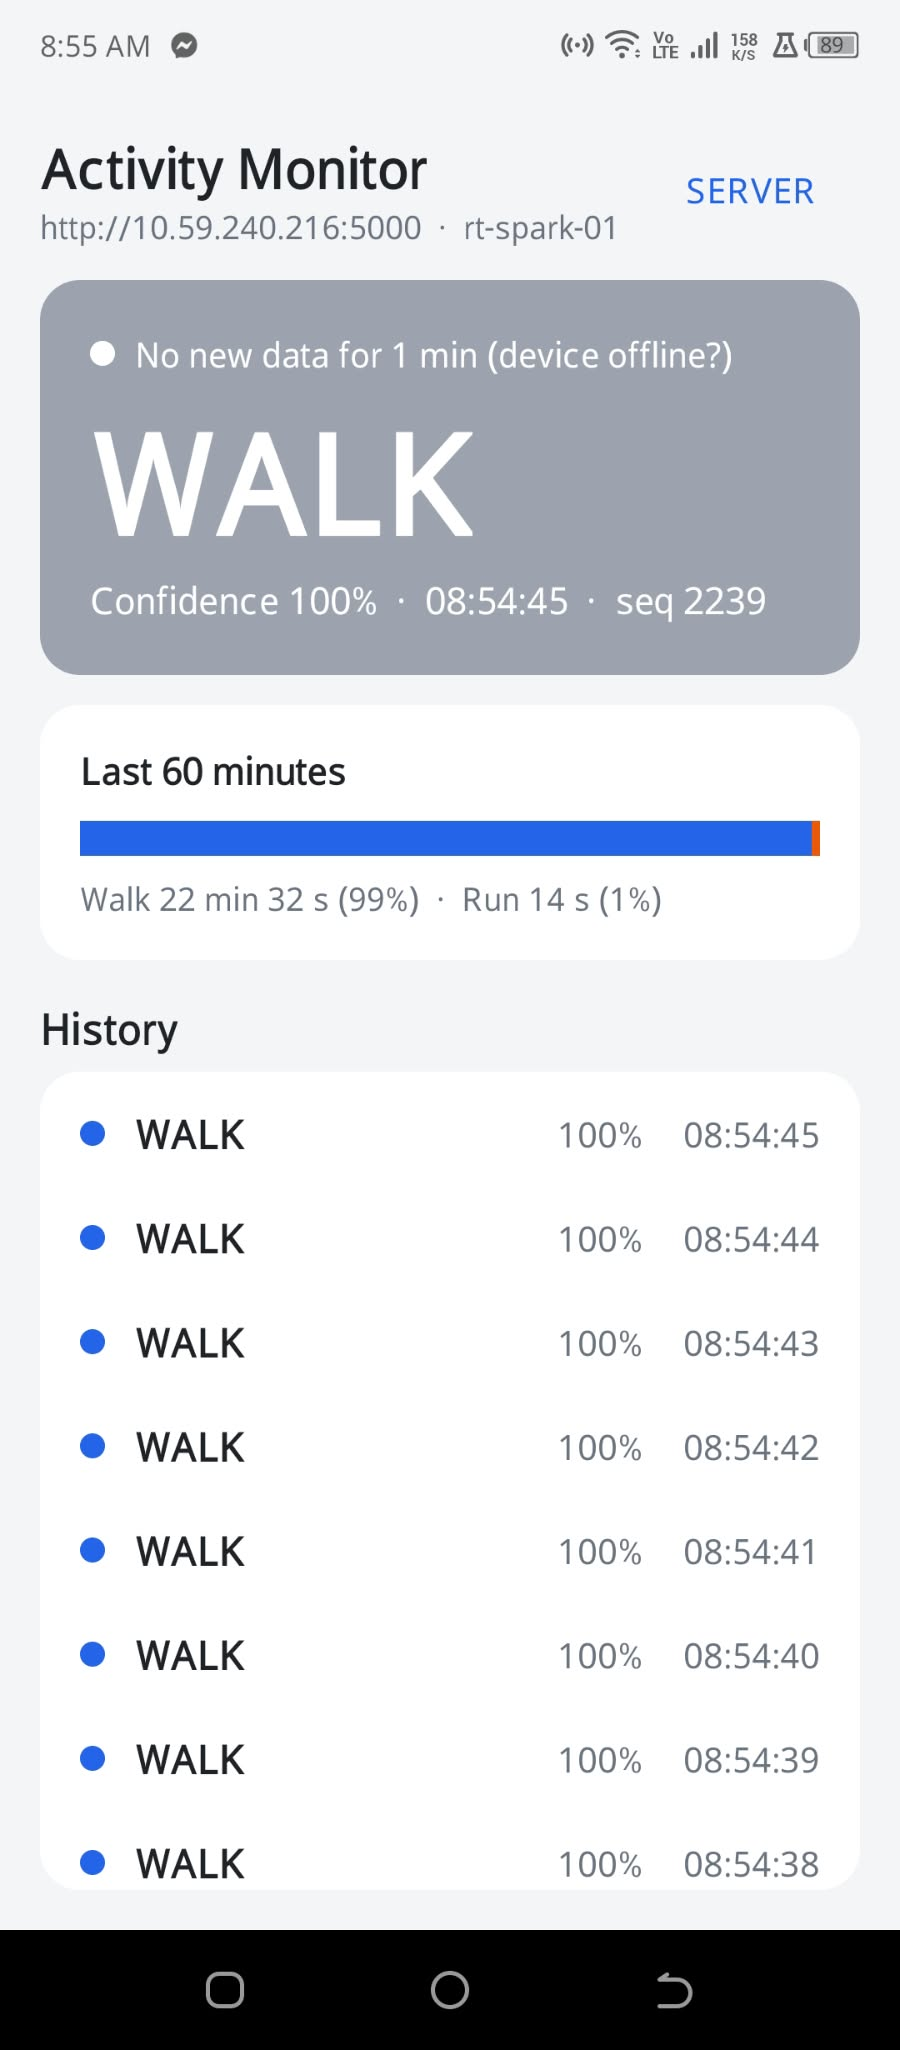 8:55 AM
Vo LTE 158 K/S 89
Activity Monitor
SERVER
http://10.59.240.216:5000 · rt-spark-01
No new data for 1 min (device offline?)
WALK
Confidence 100% · 08:54:45 · seq 2239
Last 60 minutes
Walk 22 min 32 s (99%) · Run 14 s (1%)
History
WALK 100% 08:54:45
WALK 100% 08:54:44
WALK 100% 08:54:43
WALK 100% 08:54:42
WALK 100% 08:54:41
WALK 100% 08:54:40
WALK 100% 08:54:39
WALK 100% 08:54:38